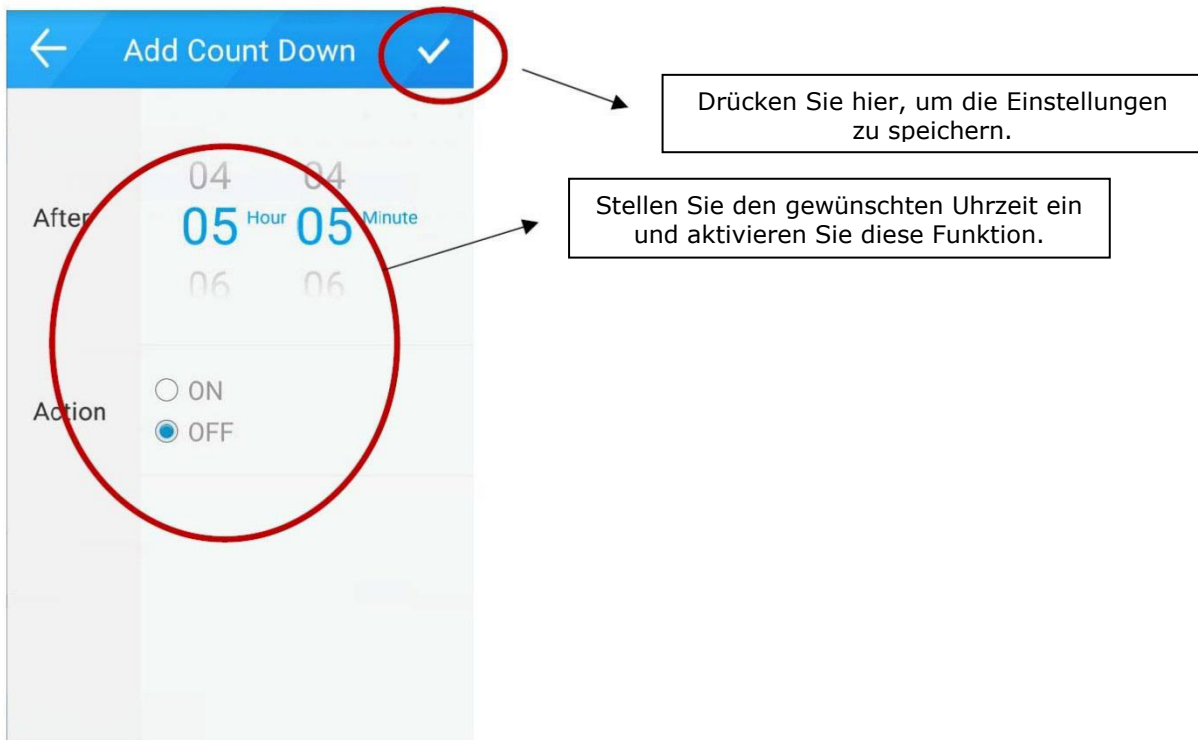 Add Count Down
Drücken Sie hier, um die Einstellungen
zu speichern.
04 04
After 05 Hour 05 Minute
06 06
Stellen Sie den gewünschten Uhrzeit ein
und aktivieren Sie diese Funktion.
Action
ON
OFF